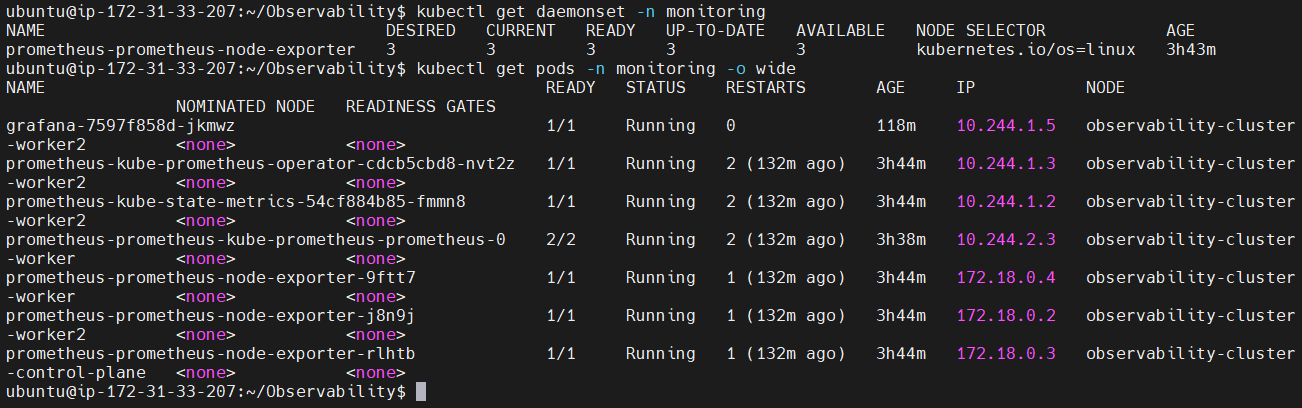 ubuntu@ip-172-31-33-207:~/Observability$ kubectl get daemonset -n monitoring
NAME                                  DESIRED   CURRENT   READY   UP-TO-DATE   AVAILABLE   NODE SELECTOR            AGE
prometheus-prometheus-node-exporter   3         3         3       3            3           kubernetes.io/os=linux   3h43m
ubuntu@ip-172-31-33-207:~/Observability$ kubectl get pods -n monitoring -o wide
NAME                                                  READY   STATUS    RESTARTS       AGE     IP           NODE
                 NOMINATED NODE   READINESS GATES
grafana-7597f858d-jkmwz                               1/1     Running   0              118m    10.244.1.5   observability-cluster
-worker2         <none>           <none>
prometheus-kube-prometheus-operator-cdcb5cbd8-nvt2z   1/1     Running   2 (132m ago)   3h44m   10.244.1.3   observability-cluster
-worker2         <none>           <none>
prometheus-kube-state-metrics-54cf884b85-fmmn8        1/1     Running   2 (132m ago)   3h44m   10.244.1.2   observability-cluster
-worker2         <none>           <none>
prometheus-prometheus-kube-prometheus-prometheus-0    2/2     Running   2 (132m ago)   3h38m   10.244.2.3   observability-cluster
-worker          <none>           <none>
prometheus-prometheus-node-exporter-9ftt7             1/1     Running   1 (132m ago)   3h44m   172.18.0.4   observability-cluster
-worker          <none>           <none>
prometheus-prometheus-node-exporter-j8n9j             1/1     Running   1 (132m ago)   3h44m   172.18.0.2   observability-cluster
-worker2         <none>           <none>
prometheus-prometheus-node-exporter-rlhtb             1/1     Running   1 (132m ago)   3h44m   172.18.0.3   observability-cluster
-control-plane   <none>           <none>
ubuntu@ip-172-31-33-207:~/Observability$